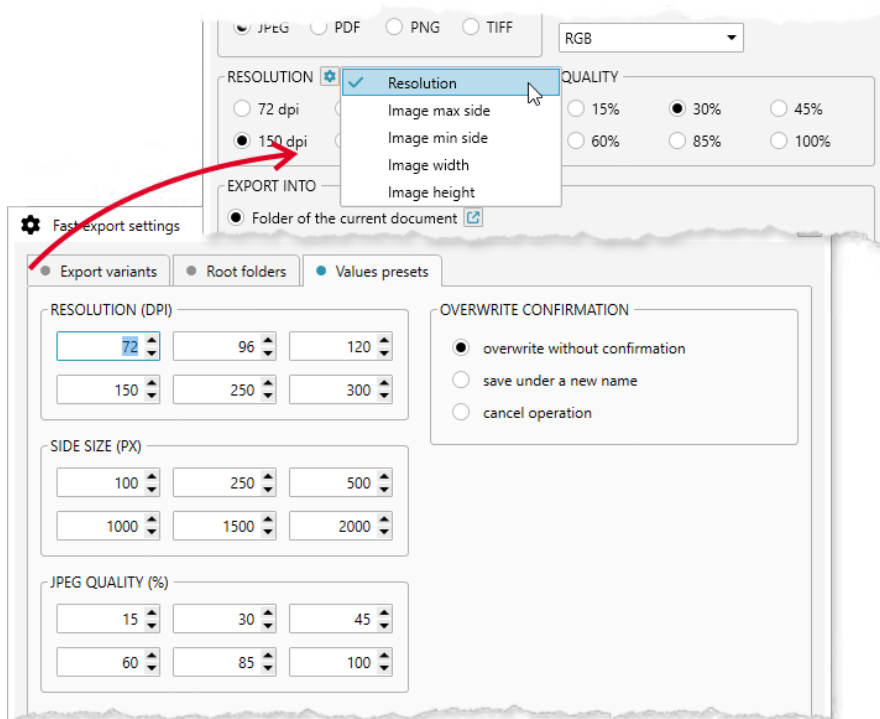 JPEG PDF PNG TIFF
RGB
RESOLUTION
Resolution
QUALITY
72 dpi
Image max side
15% 30% 45%
150 dpi
Image min side
60% 85% 100%
Image width
EXPORT INTO
Image height
Folder of the current document
Fast export settings
Export variants Root folders Values presets
RESOLUTION (DPI)
72 96 120
150 250 300
OVERWRITE CONFIRMATION
overwrite without confirmation
save under a new name
cancel operation
SIDE SIZE (PX)
100 250 500
1000 1500 2000
JPEG QUALITY (%)
15 30 45
60 85 100